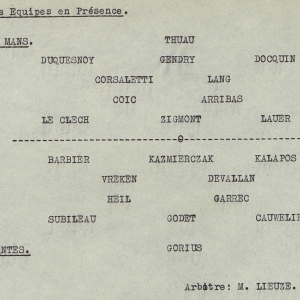 s Equipes en Présence.
MANS. THUAU
DUQUESNOY GENDRY DOCQUIN
CORSALETTI LANG
COIC ARRIBAS
LE CLECH ZIGMONT LAUER
o
BARBIER KAZMIERCZAK KALAPOS
VREKEN DEVALLAN
HEIL GARREC
SUBILEAU GODET CAUWELIE
NTES. GORIUS
Arbitre: M. LIEUZE.